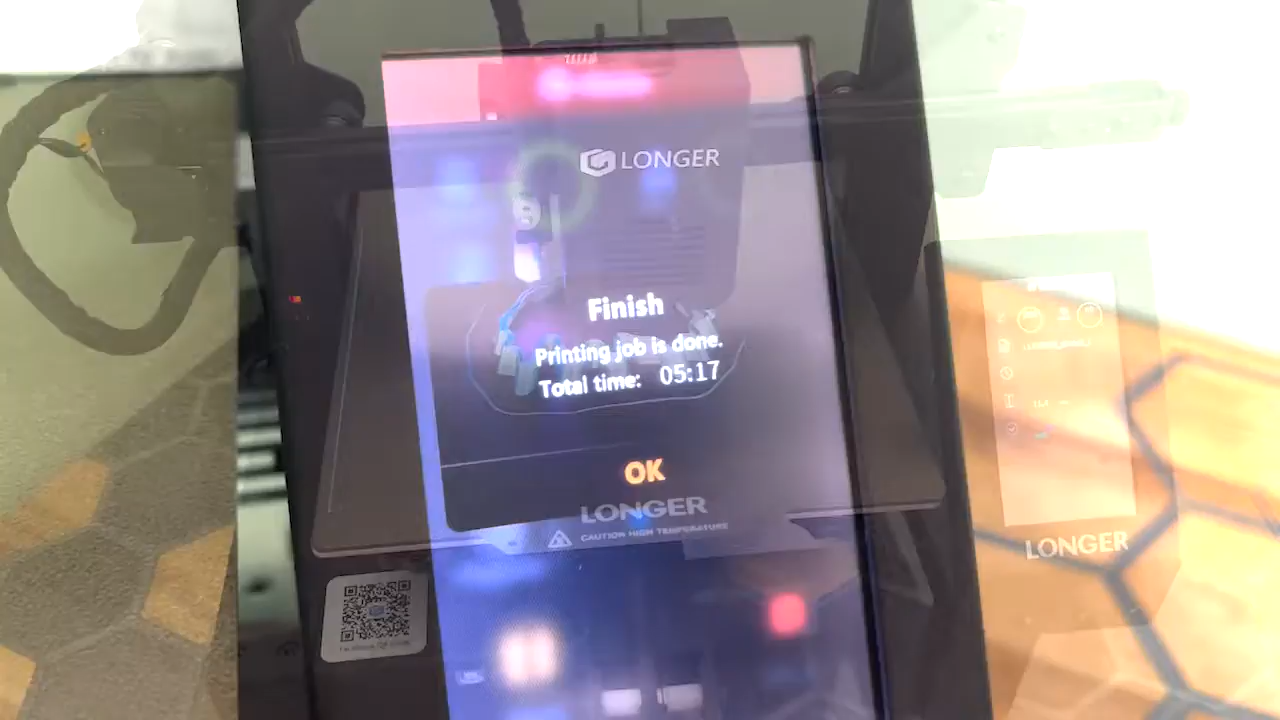 LONGER
Finish
Printing job is done.
Total time: 05:17
OK
LONGER
CAUTION HIGH TEMPERATURE
LONGER